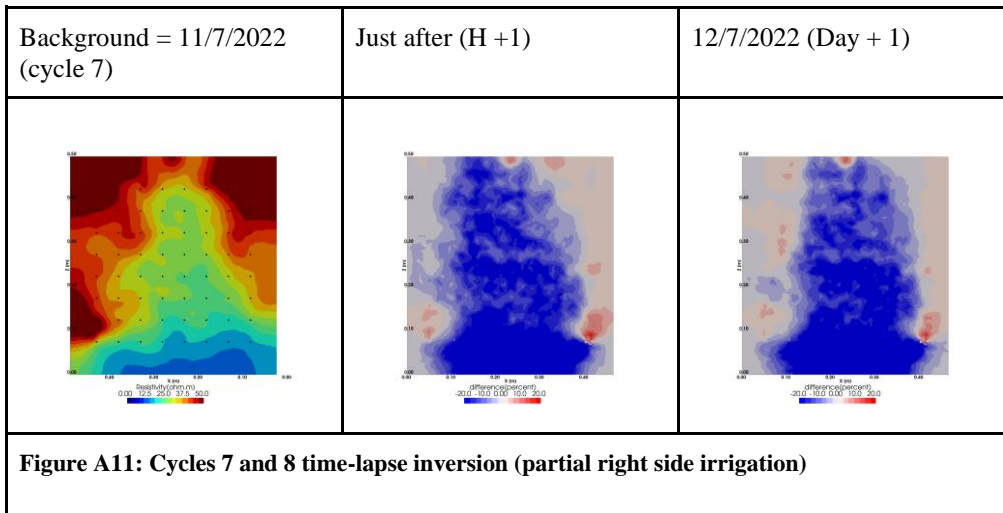 Background = 11/7/2022
(cycle 7)
Just after (H +1)
12/7/2022 (Day + 1)
X (m)
Resistivity(ohm.m)
0.00 12.5 25.0 37.5 50.0
X (m)
difference(percent)
-20.0 -10.0 0.00 10.0 20.0
X (m)
difference(percent)
-20.0 -10.0 0.00 10.0 20.0
Figure A11: Cycles 7 and 8 time-lapse inversion (partial right side irrigation)